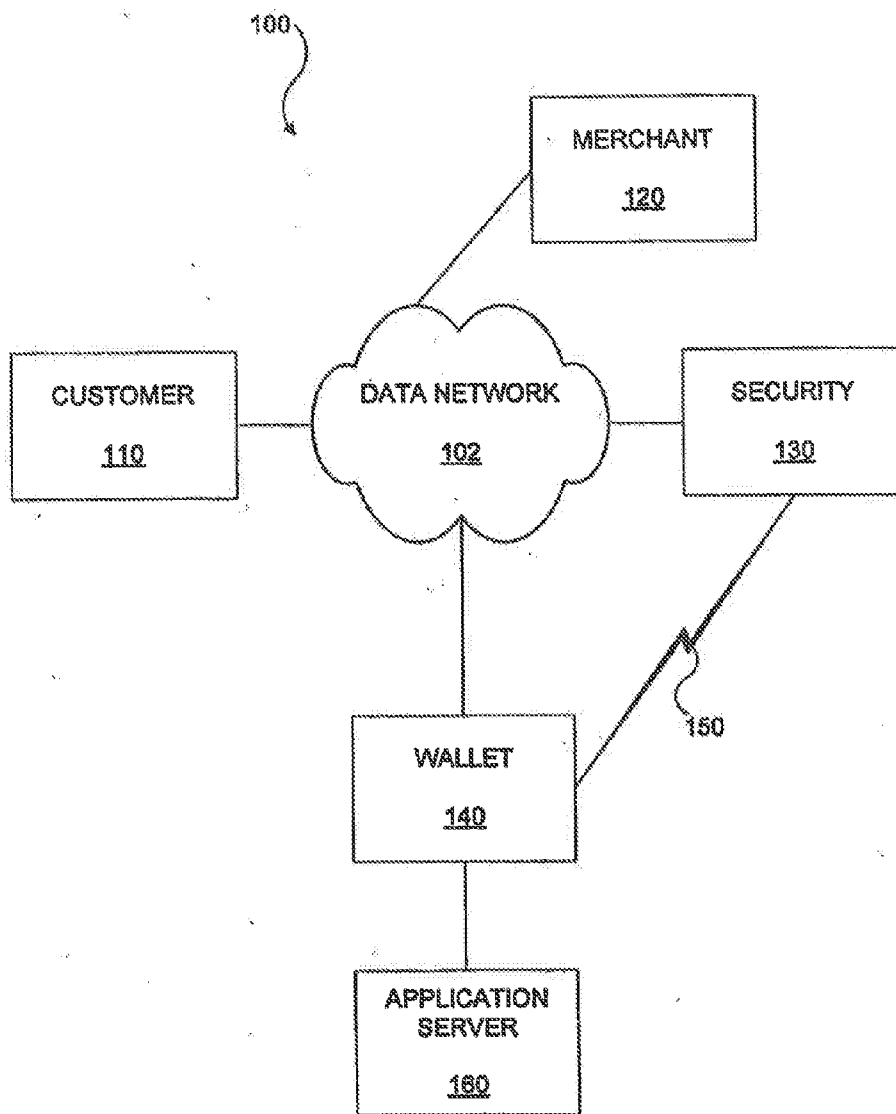 100
MERCHANT
120
CUSTOMER
110
DATA NETWORK
102
SECURITY
130
150
WALLET
140
APPLICATION
SERVER
160